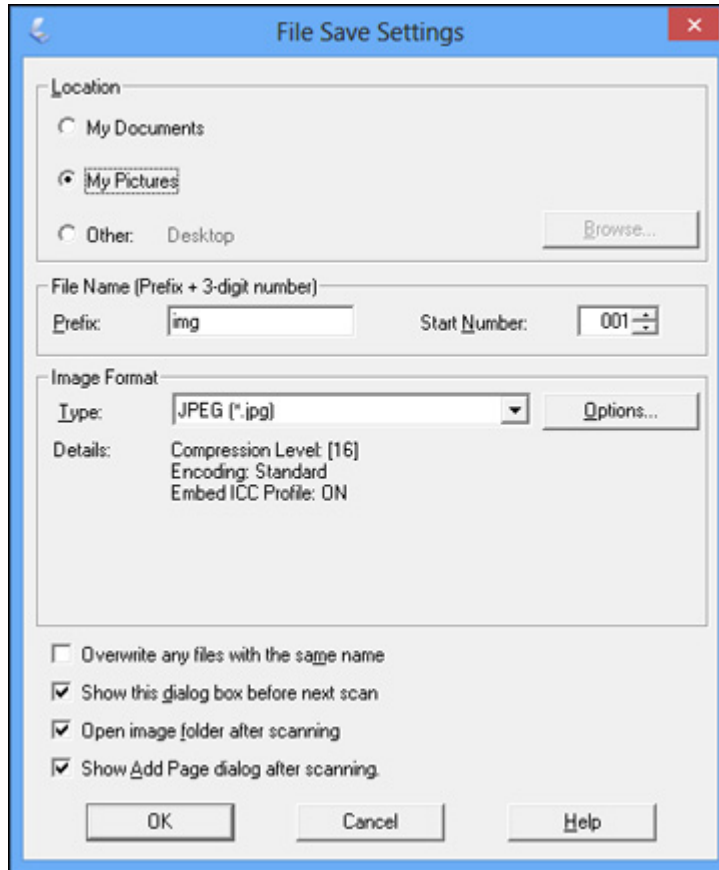 File Save Settings
Location
My Documents
My Pictures
Other: Desktop Browse...
File Name (Prefix + 3-digit number)
Prefix: img Start Number: 001
Image Format
Type: JPEG (*.jpg) Options...
Details: Compression Level: [16]
Encoding: Standard
Embed ICC Profile: ON
Overwrite any files with the same name
Show this dialog box before next scan
Open image folder after scanning
Show Add Page dialog after scanning.
OK Cancel Help